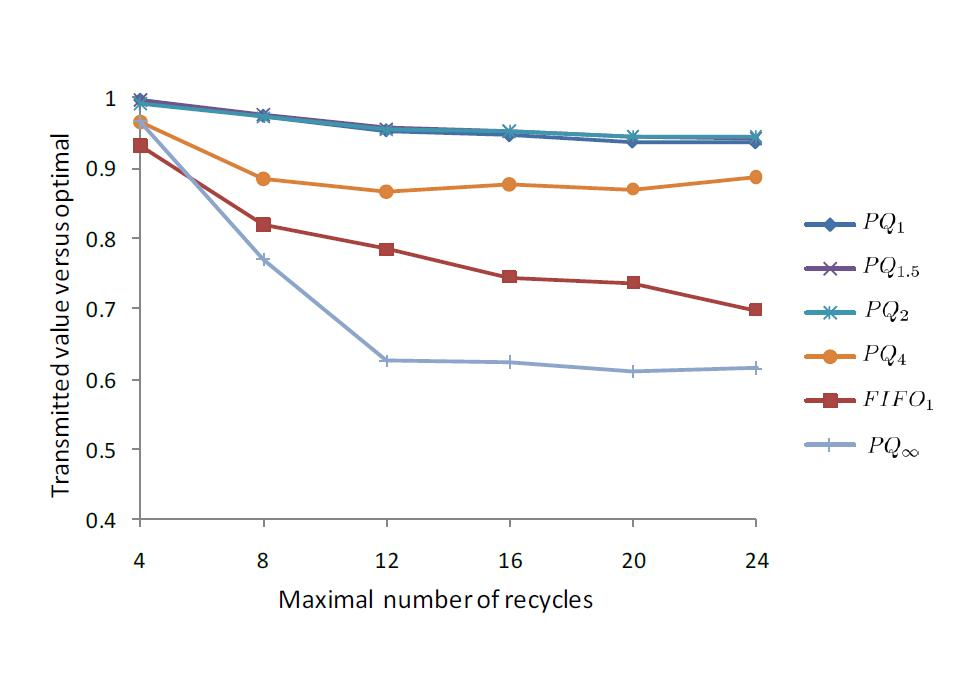 Transmitted value versus optimal
1
0.9
0.8
0.7
0.6
0.5
0.4
4 8 12 16 20 24
Maximal number of recycles
PQ₁
PQ₁.₅
PQ₂
PQ₄
FIFO₁
PQ∞